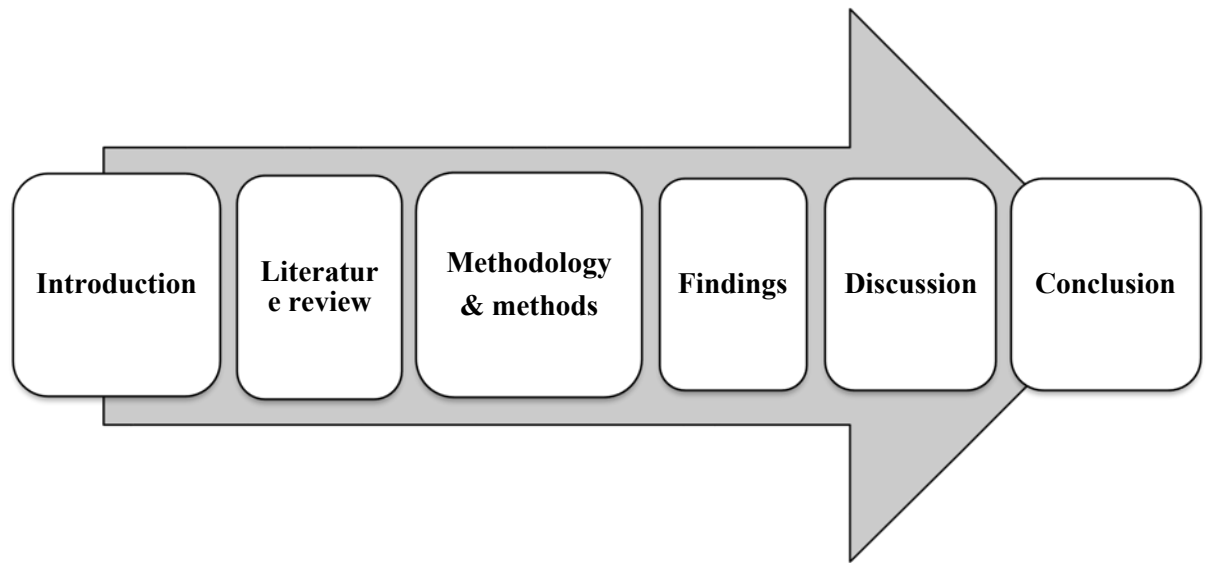 Introduction
Literatur
e review
Methodology
& methods
Findings
Discussion
Conclusion